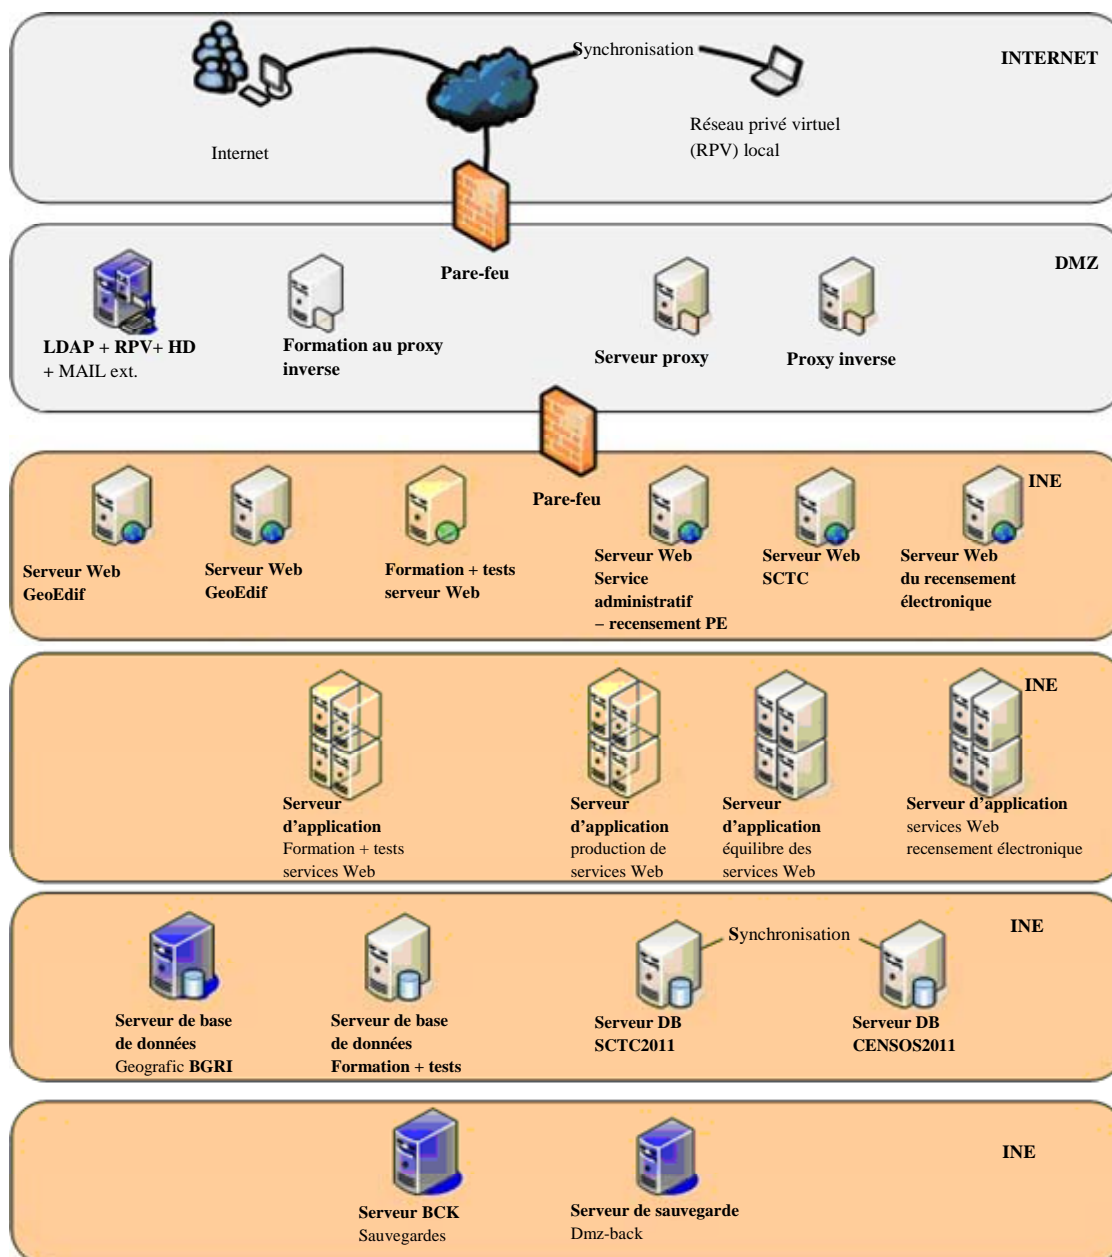 Synchronisation
INTERNET
Internet
Réseau privé virtuel
(RPV) local
Pare-feu
DMZ
LDAP + RPV+ HD
+ MAIL ext.
Formation au proxy
inverse
Serveur proxy
Proxy inverse
Pare-feu
INE
Serveur Web
GeoEdif
Serveur Web
GeoEdif
Formation + tests
serveur Web
Serveur Web
Service
administratif
– recensement PE
Serveur Web
SCTC
Serveur Web
du recensement
électronique
INE
Serveur
d’application
Formation + tests
services Web
Serveur
d’application
production de
services Web
Serveur
d’application
équilibre des
services Web
Serveur d’application
services Web
recensement électronique
INE
Synchronisation
Serveur de base
de données
Geografic BGRI
Serveur de base
de données
Formation + tests
Serveur DB
SCTC2011
Serveur DB
CENSOS2011
INE
Serveur BCK
Sauvegardes
Serveur de sauvegarde
Dmz-back